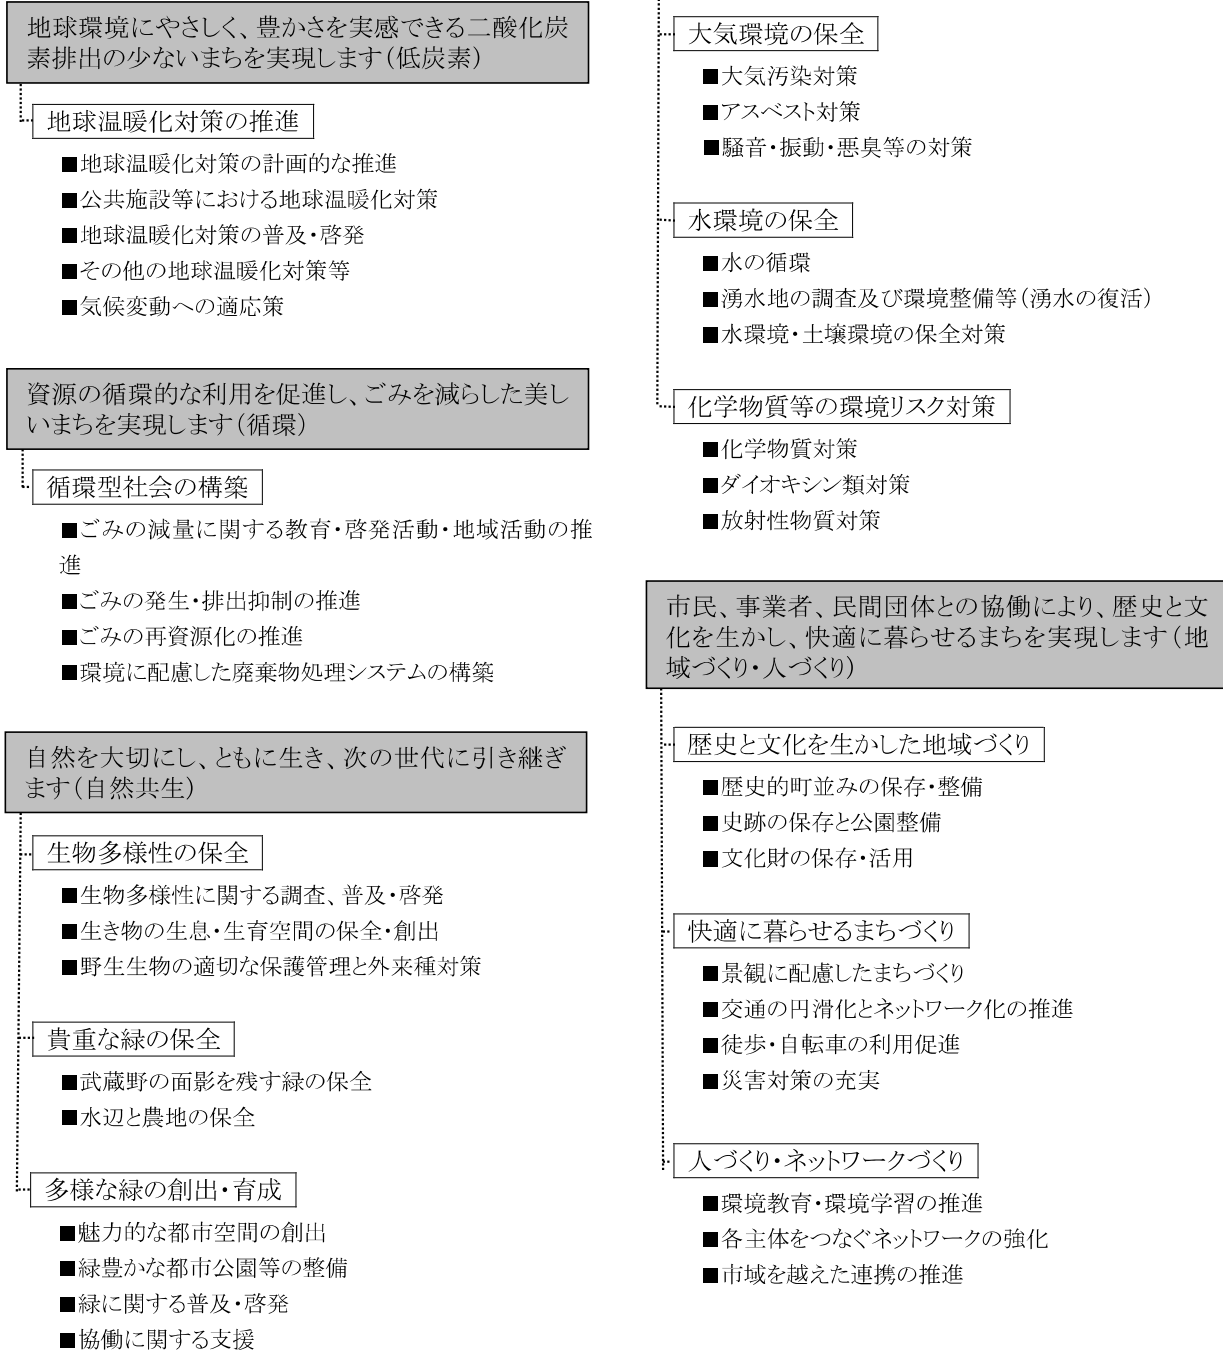 地球環境にやさしく、豊かさを実感できる二酸化炭
素排出の少ないまちを実現します(低炭素)
地球温暖化対策の推進
■地球温暖化対策の計画的な推進
■公共施設等における地球温暖化対策
■地球温暖化対策の普及・啓発
■その他の地球温暖化対策等
■気候変動への適応策
資源の循環的な利用を促進し、ごみを減らした美し
いまちを実現します(循環)
循環型社会の構築
■ごみの減量に関する教育・啓発活動・地域活動の推
進
■ごみの発生・排出抑制の推進
■ごみの再資源化の推進
■環境に配慮した廃棄物処理システムの構築
自然を大切にし、ともに生き、次の世代に引き継ぎ
ます(自然共生)
生物多様性の保全
■生物多様性に関する調査、普及・啓発
■生き物の生息・生育空間の保全・創出
■野生生物の適切な保護管理と外来種対策
貴重な緑の保全
■武蔵野の面影を残す緑の保全
■水辺と農地の保全
多様な緑の創出・育成
■魅力的な都市空間の創出
■緑豊かな都市公園等の整備
■緑に関する普及・啓発
■協働に関する支援
大気環境の保全
■大気汚染対策
■アスベスト対策
■騒音・振動・悪臭等の対策
水環境の保全
■水の循環
■湧水地の調査及び環境整備等(湧水の復活)
■水環境・土壌環境の保全対策
化学物質等の環境リスク対策
■化学物質対策
■ダイオキシン類対策
■放射性物質対策
市民、事業者、民間団体との協働により、歴史と文
化を生かし、快適に暮らせるまちを実現します(地
域づくり・人づくり)
歴史と文化を生かした地域づくり
■歴史的町並みの保存・整備
■史跡の保存と公園整備
■文化財の保存・活用
快適に暮らせるまちづくり
■景観に配慮したまちづくり
■交通の円滑化とネットワーク化の推進
■徒歩・自転車の利用促進
■災害対策の充実
人づくり・ネットワークづくり
■環境教育・環境学習の推進
■各主体をつなぐネットワークの強化
■市域を越えた連携の推進